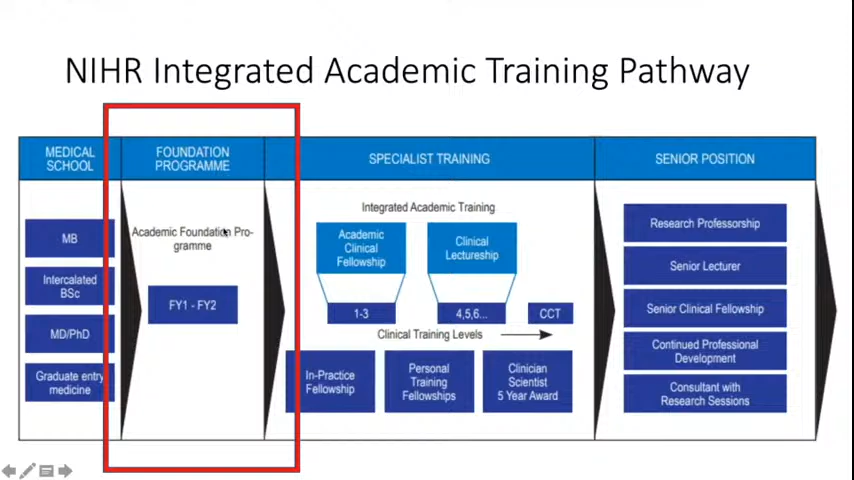 NIHR Integrated Academic Training Pathway
MEDICAL
SCHOOL
FOUNDATION
PROGRAMME
SPECIALIST TRAINING
SENIOR POSITION
MB
Intercalated
BSc
MD/PhD
Graduate entry
medicine
Academic Foundation Pro-
gramme
FY1 - FY2
Integrated Academic Training
Academic
Clinical
Fellowship
Clinical
Lectureship
1-3
4,5,6...
CCT
Clinical Training Levels
In-Practice
Fellowship
Personal
Training
Fellowships
Clinician
Scientist
5 Year Award
Research Professorship
Senior Lecturer
Senior Clinical Fellowship
Continued Professional
Development
Consultant with
Research Sessions